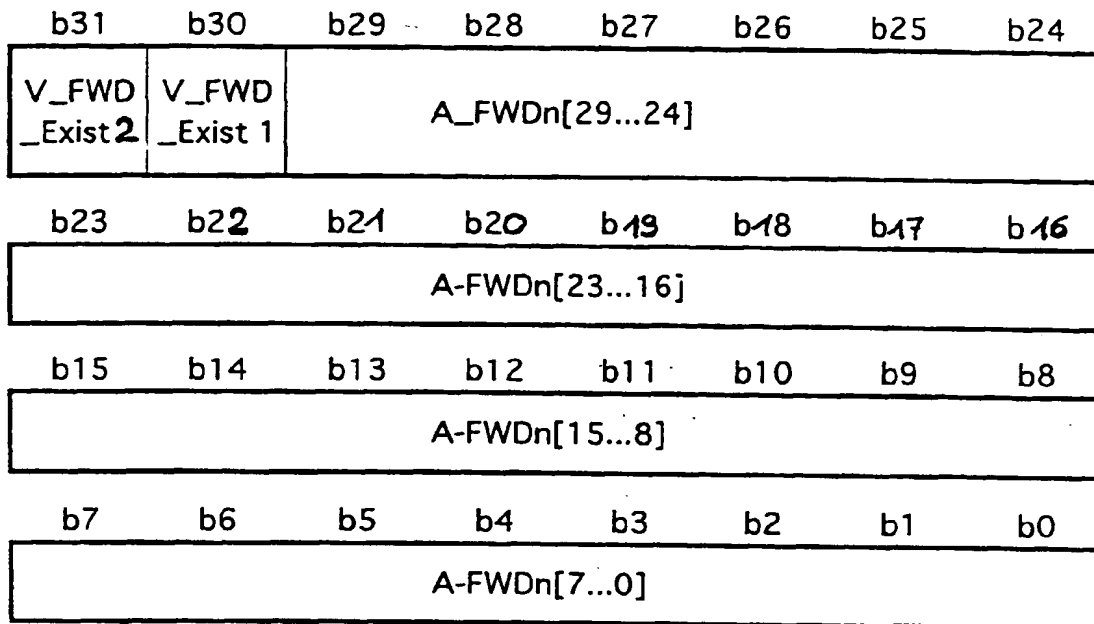 b31 b30 b29 b28 b27 b26 b25 b24
V_FWD V_FWD
_Exist 2 _Exist 1
A_FWDn[29...24]
b23 b22 b21 b20 b19 b18 b17 b16
A-FWDn[23...16]
b15 b14 b13 b12 b11 b10 b9 b8
A-FWDn[15...8]
b7 b6 b5 b4 b3 b2 b1 b0
A-FWDn[7...0]